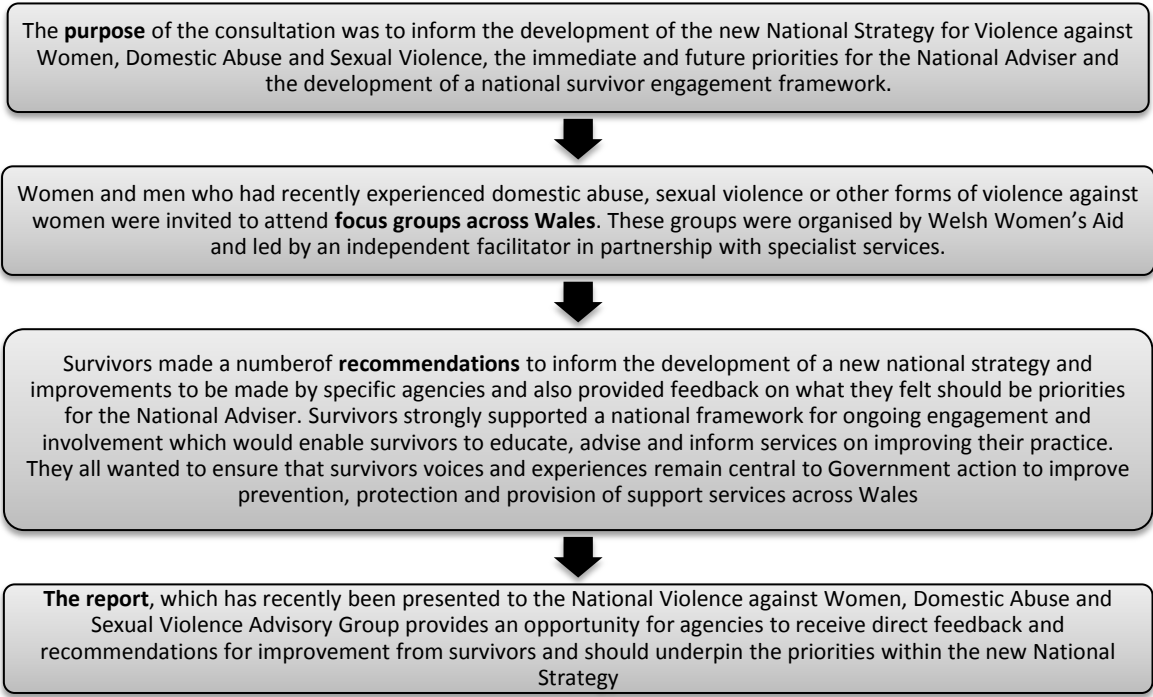 The purpose of the consultation was to inform the development of the new National Strategy for Violence against
Women, Domestic Abuse and Sexual Violence, the immediate and future priorities for the National Adviser and
the development of a national survivor engagement framework.
Women and men who had recently experienced domestic abuse, sexual violence or other forms of violence against
women were invited to attend focus groups across Wales. These groups were organised by Welsh Women's Aid
and led by an independent facilitator in partnership with specialist services.
Survivors made a numberof recommendations to inform the development of a new national strategy and
improvements to be made by specific agencies and also provided feedback on what they felt should be priorities
for the National Adviser. Survivors strongly supported a national framework for ongoing engagement and
involvement which would enable survivors to educate, advise and inform services on improving their practice.
They all wanted to ensure that survivors voices and experiences remain central to Government action to improve
prevention, protection and provision of support services across Wales
The report, which has recently been presented to the National Violence against Women, Domestic Abuse and
Sexual Violence Advisory Group provides an opportunity for agencies to receive direct feedback and
recommendations for improvement from survivors and should underpin the priorities within the new National
Strategy